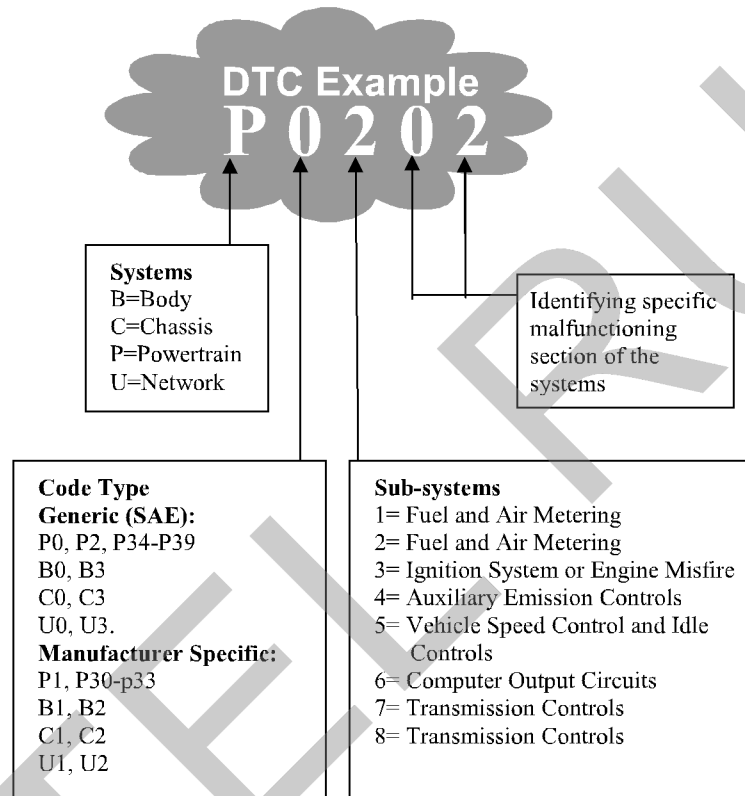 DTC Example
P0202
Systems
B=Body
C=Chassis
P=Powertrain
U=Network
Identifying specific
malfunctioning
section of the
systems
Code Type
Generic (SAE):
P0, P2, P34-P39
B0, B3
C0, C3
U0, U3.
Manufacturer Specific:
P1, P30-p33
B1, B2
C1, C2
U1, U2
Sub-systems
1= Fuel and Air Metering
2= Fuel and Air Metering
3= Ignition System or Engine Misfire
4= Auxiliary Emission Controls
5= Vehicle Speed Control and Idle
Controls
6= Computer Output Circuits
7= Transmission Controls
8= Transmission Controls